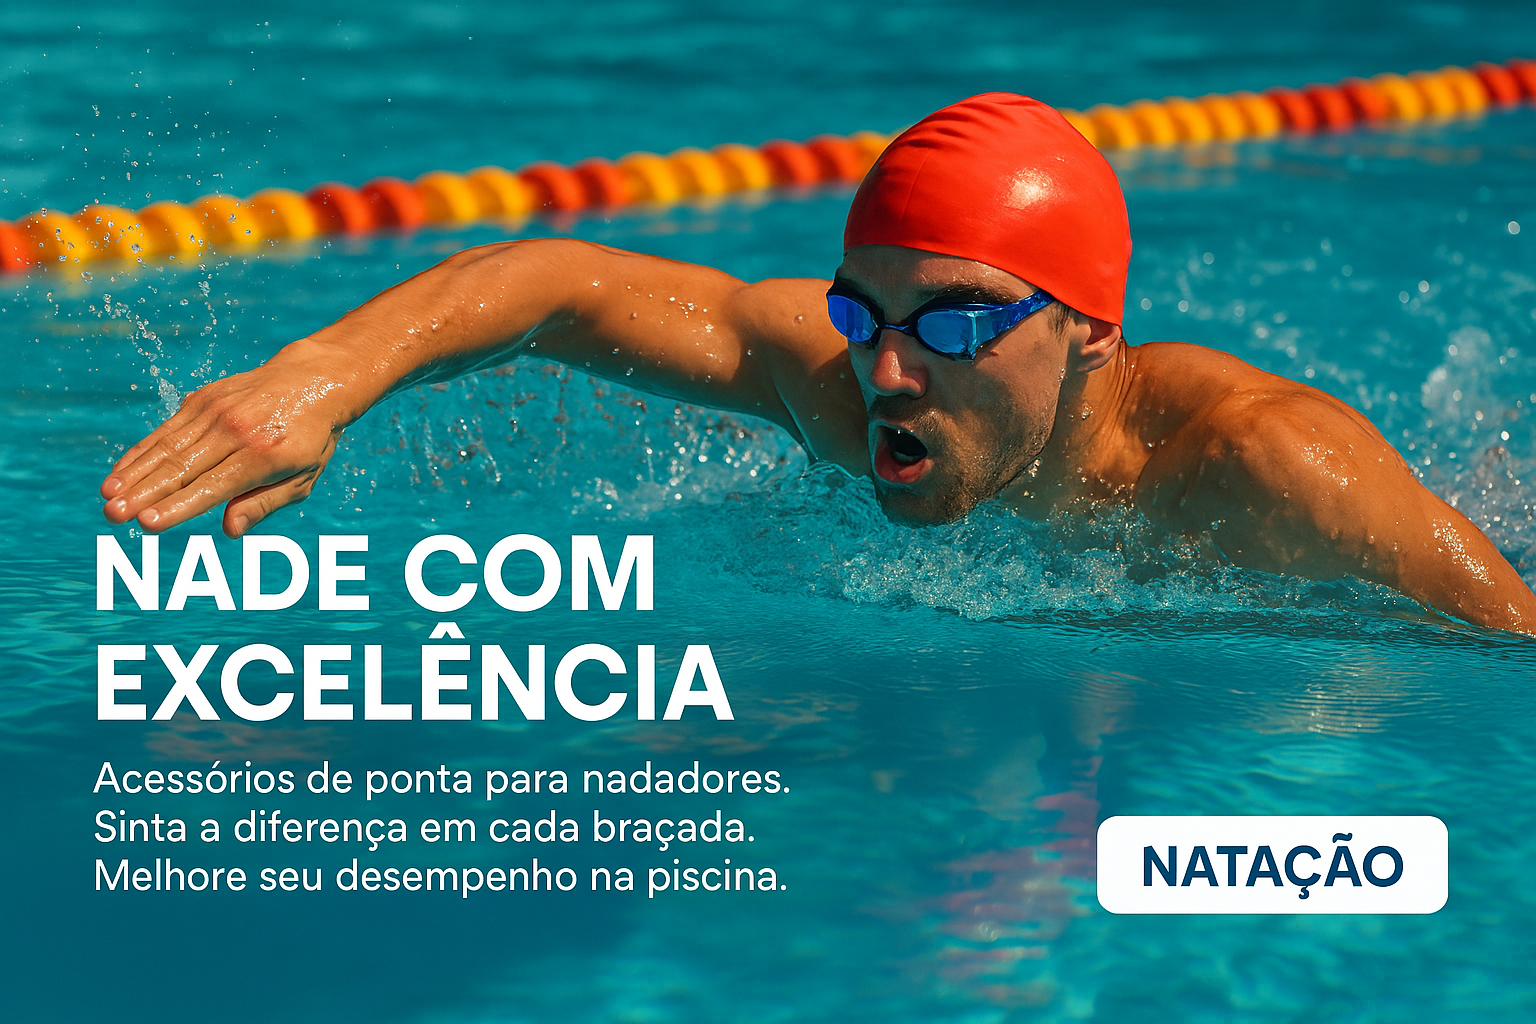 NADE COM
EXCELÊNCIA
Acessórios de ponta para nadadores.
Sinta a diferença em cada braçada.
Melhore seu desempenho na piscina.
NATAÇÃO